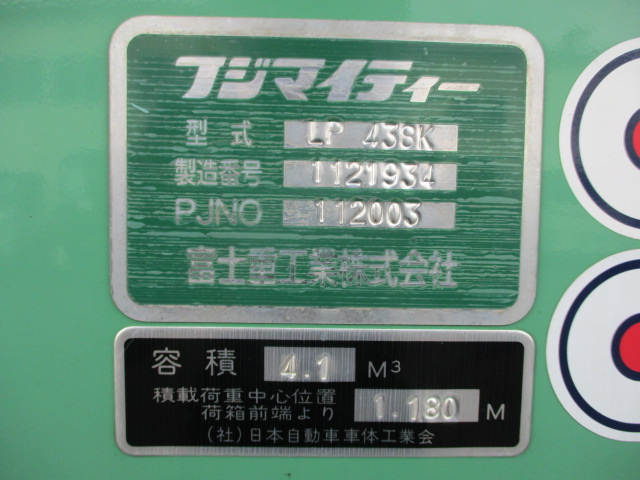 フジマイティー
型式 LP 438K
製造番号 1121934
PJNO 112003
富士重工業株式会社
容積 4.1 M³
積載荷重中心位置
荷箱前端より 1.180 M
(社)日本自動車車体工業会